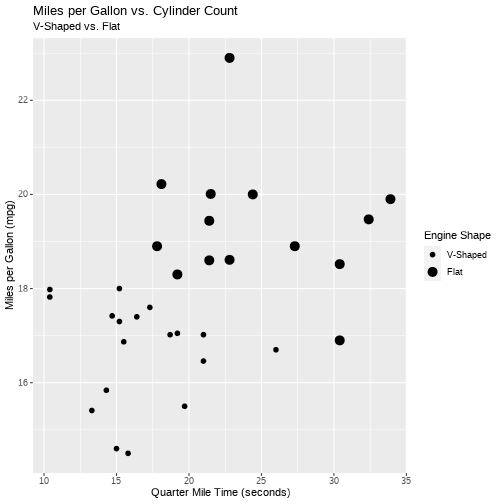 Miles per Gallon vs. Cylinder Count
V-Shaped vs. Flat
22
20
18
16
Miles per Gallon (mpg)
10
15
20
25
30
35
Quarter Mile Time (seconds)
Engine Shape
V-Shaped
Flat